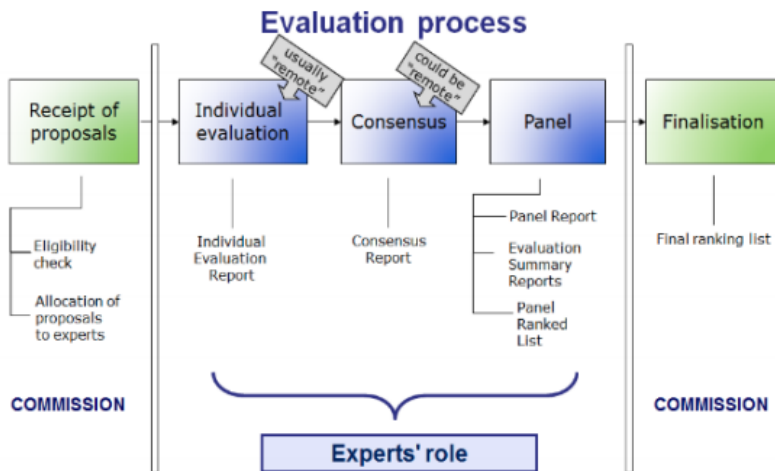 Evaluation process
usually
"remote"
could be
"remote"
Receipt of
proposals
Individual
evaluation
Consensus
Panel
Finalisation
Eligibility
check
Allocation of
proposals
to experts
Individual
Evaluation
Report
Consensus
Report
Panel Report
Evaluation
Summary
Reports
Panel
Ranked
List
Final ranking list
COMMISSION
COMMISSION
Experts' role